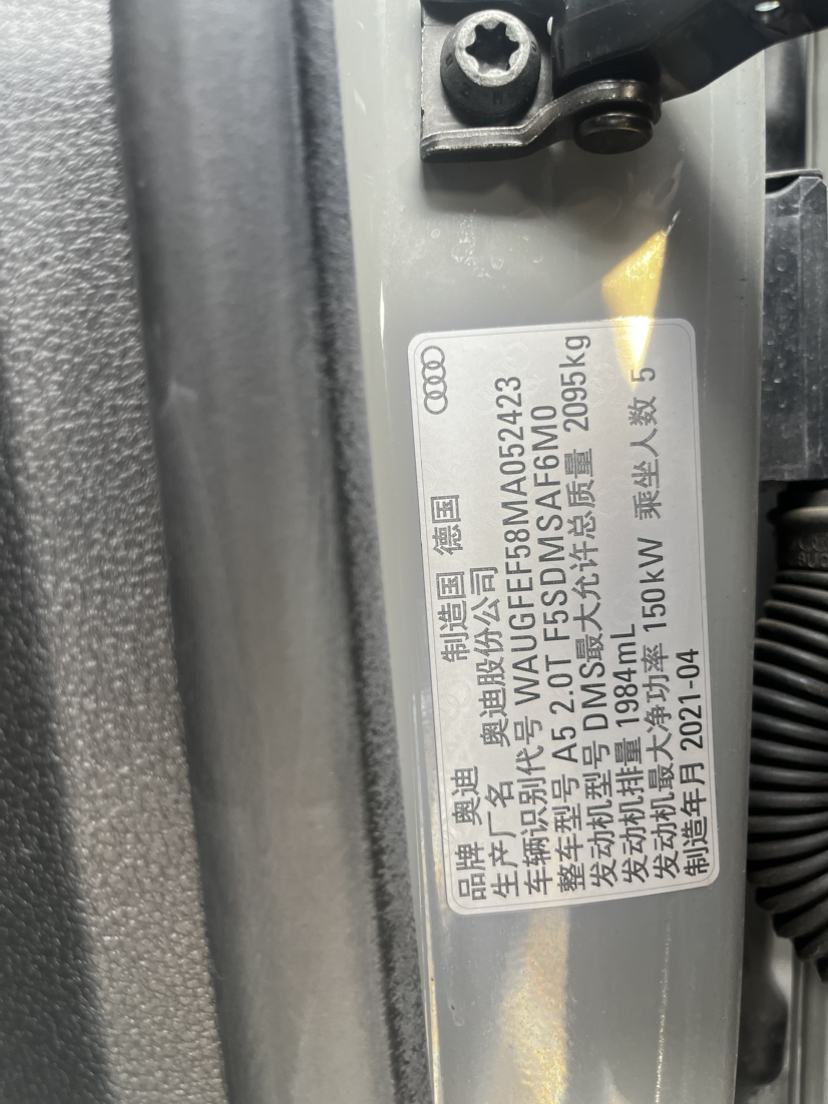 品牌 奥迪 制造国 德国
生产厂名 奥迪股份公司
车辆识别代号 WAUGFEF58MA052423
整车型号 A5 2.0T F5SDMSAF6M0
发动机型号 DMS最大允许总质量 2095kg
发动机排量 1984mL
发动机最大净功率 150kW 乘坐人数 5
制造年月 2021-04